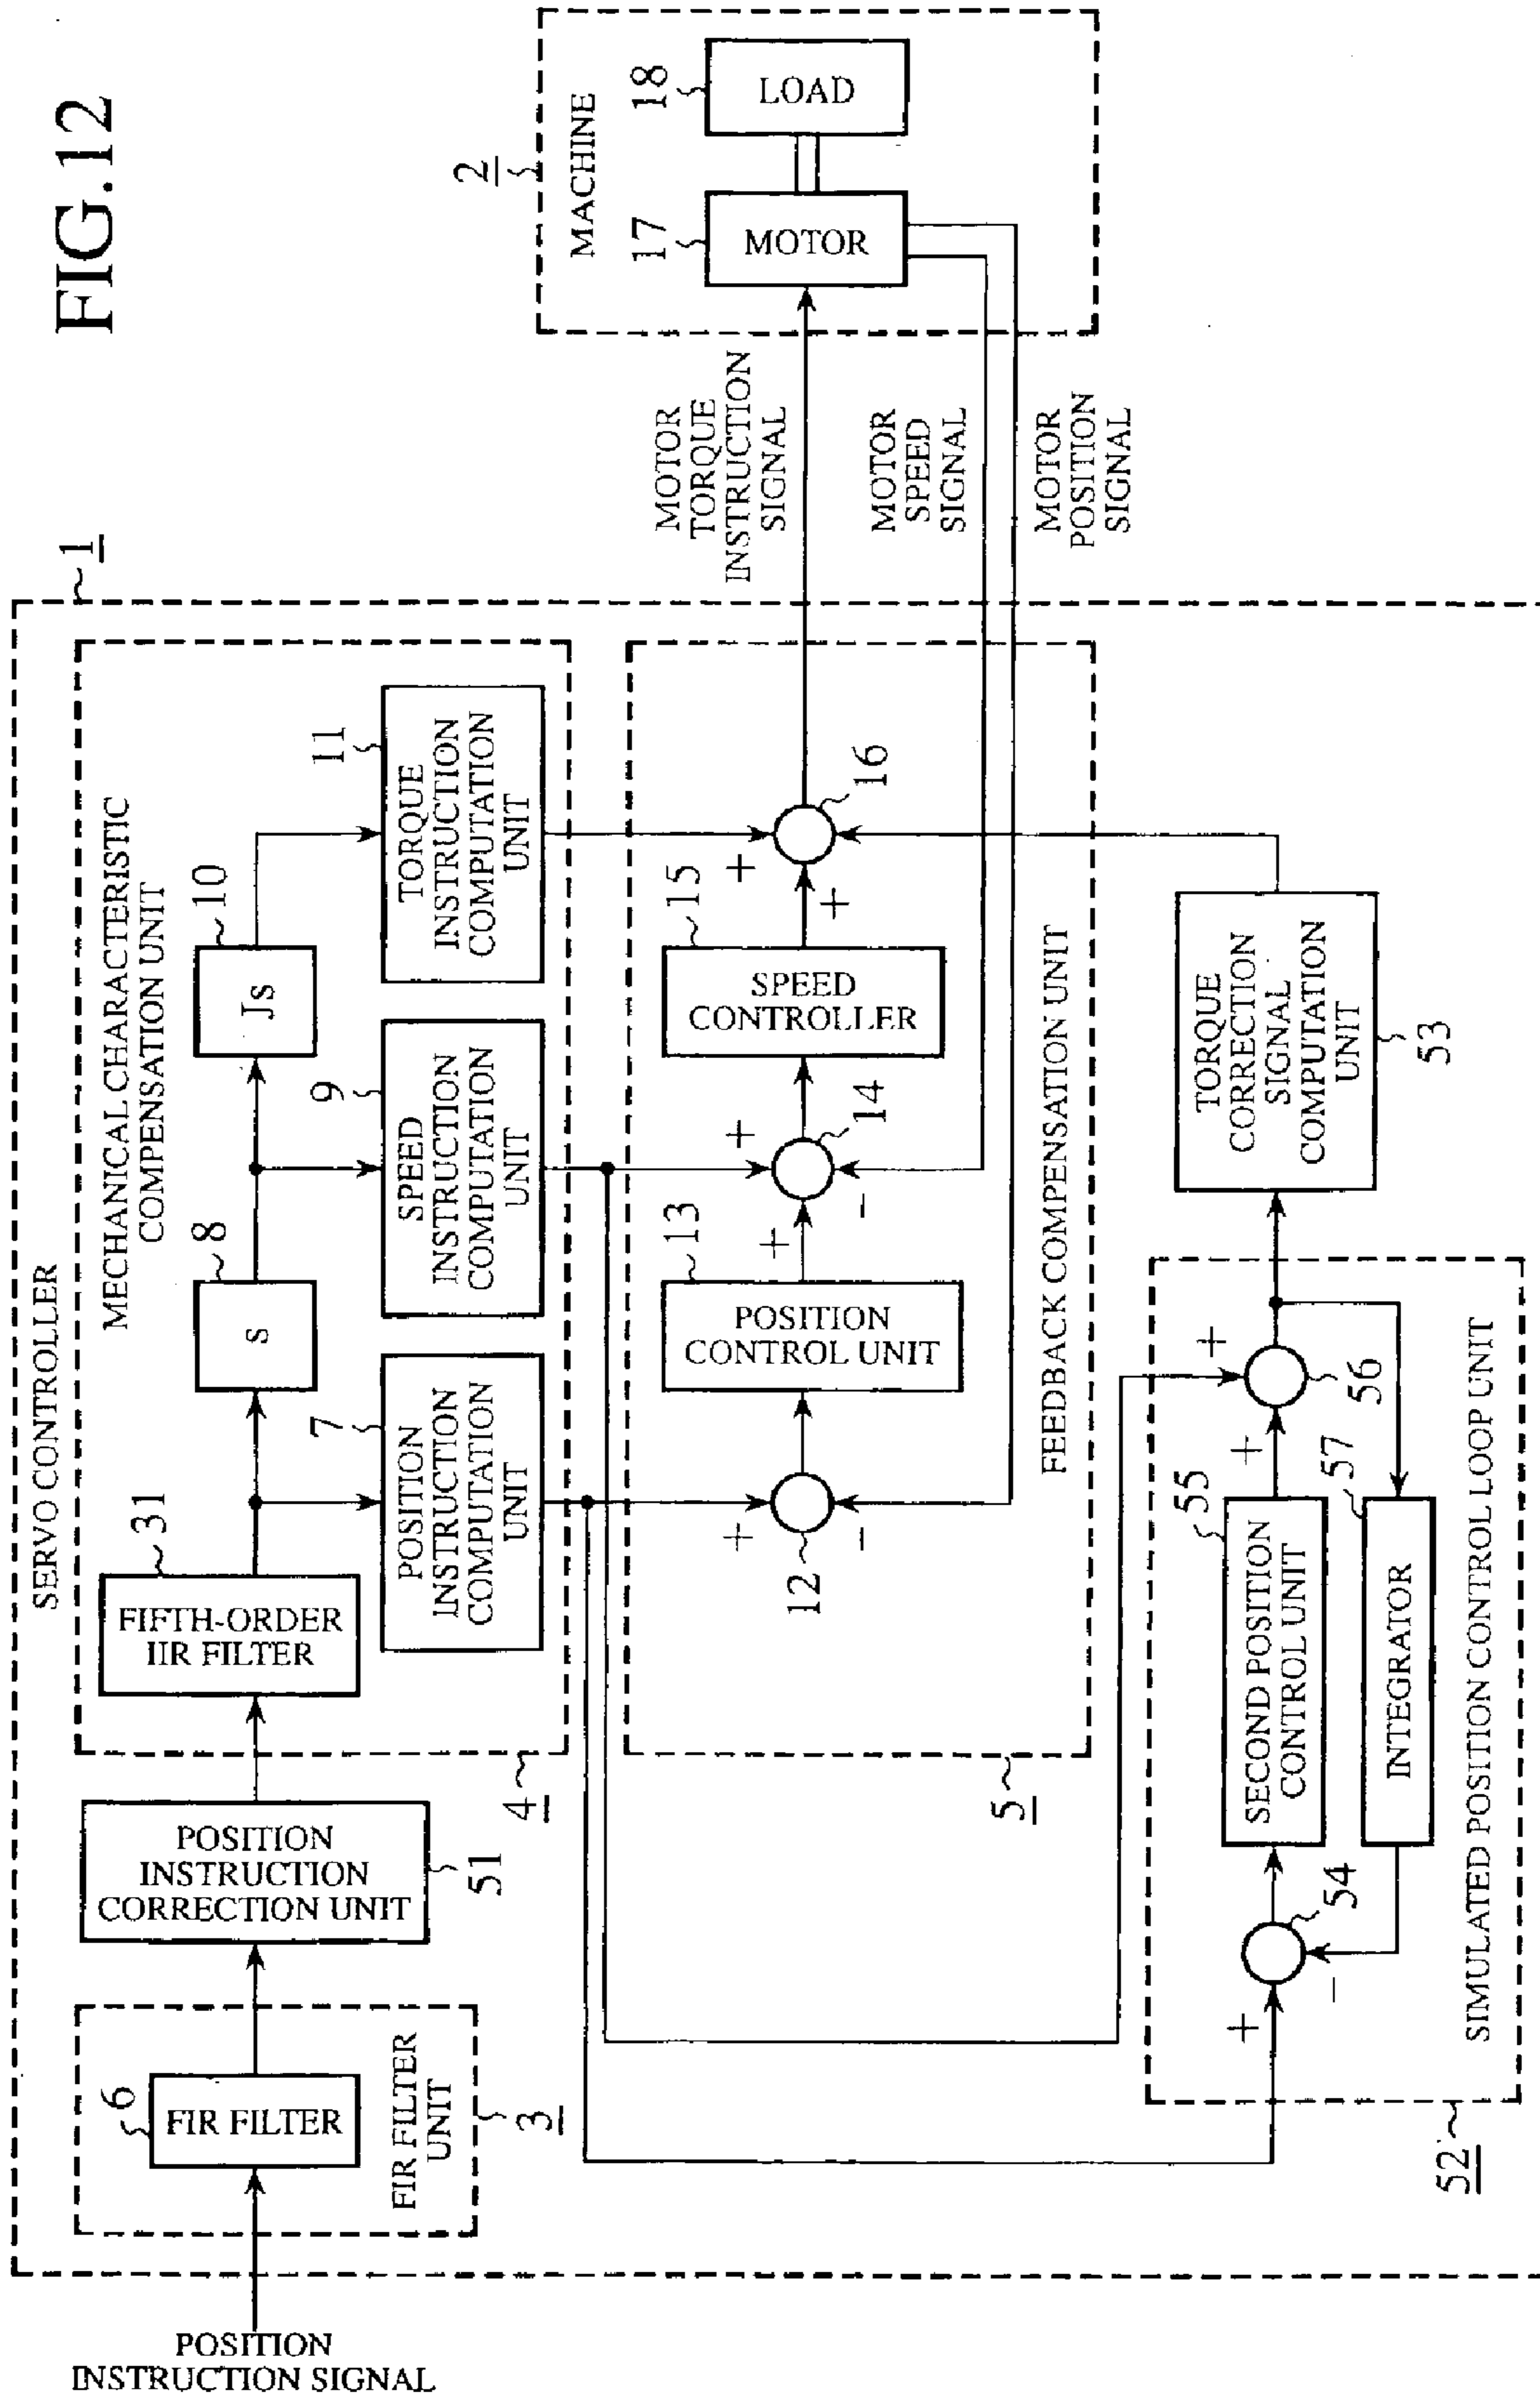 FIG.12
SERVO CONTROLLER
1
MECHANICAL CHARACTERISTIC
COMPENSATION UNIT
POSITION
INSTRUCTION SIGNAL
6
FIR FILTER
FIR FILTER
UNIT
3
POSITION
INSTRUCTION
CORRECTION UNIT
51
31
FIFTH-ORDER
IIR FILTER
8
s
10
Js
7
POSITION
INSTRUCTION
COMPUTATION
UNIT
9
SPEED
INSTRUCTION
COMPUTATION
UNIT
11
TORQUE
INSTRUCTION
COMPUTATION
UNIT
4
+
-
12
13
POSITION
CONTROL UNIT
+
+
-
14
15
SPEED
CONTROLLER
+
+
16
5
FEEDBACK COMPENSATION UNIT
MOTOR
TORQUE
INSTRUCTION
SIGNAL
MOTOR
SPEED
SIGNAL
MOTOR
POSITION
SIGNAL
2
MACHINE
17
MOTOR
18
LOAD
+
-
54
55
SECOND POSITION
CONTROL UNIT
+
+
56
57
INTEGRATOR
SIMULATED POSITION CONTROL LOOP UNIT
52
TORQUE
CORRECTION
SIGNAL
COMPUTATION
UNIT
53